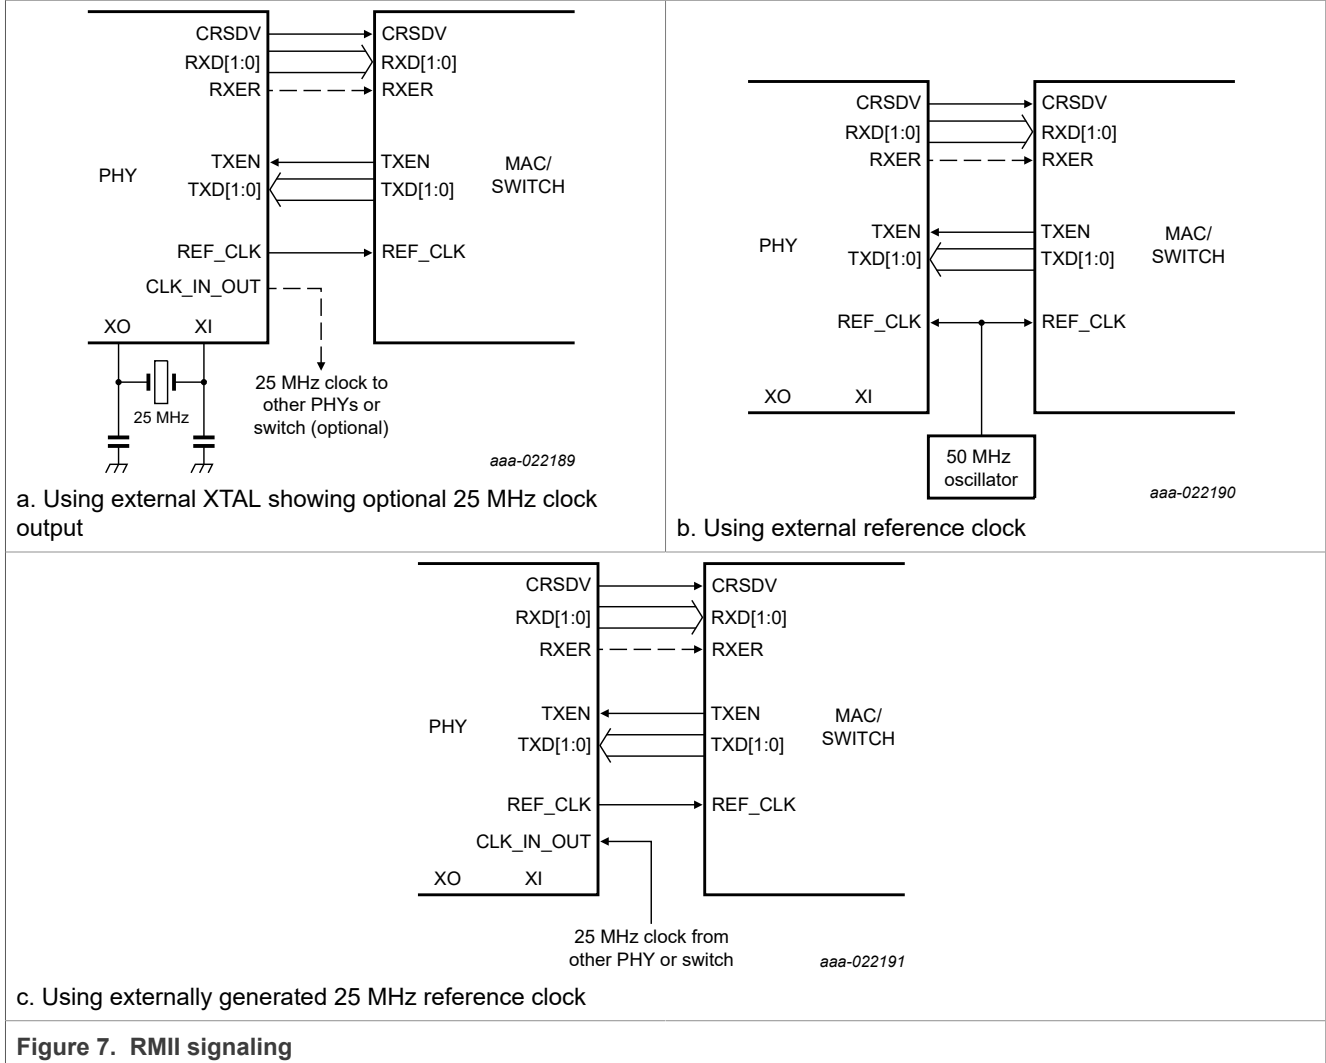 CRSDV
CRSDV
RXD[1:0]
RXD[1:0]
RXER
RXER
TXEN
TXEN
PHY
MAC/
SWITCH
TXD[1:0]
TXD[1:0]
REF_CLK
REF_CLK
CLK_IN_OUT
XO
XI
25 MHz
25 MHz clock to
other PHYs or
switch (optional)
aaa-022189
a. Using external XTAL showing optional 25 MHz clock
output
CRSDV
CRSDV
RXD[1:0]
RXD[1:0]
RXER
RXER
TXEN
TXEN
PHY
MAC/
SWITCH
TXD[1:0]
TXD[1:0]
REF_CLK
REF_CLK
XO
XI
50 MHz
oscillator
aaa-022190
b. Using external reference clock
CRSDV
CRSDV
RXD[1:0]
RXD[1:0]
RXER
RXER
TXEN
TXEN
PHY
MAC/
SWITCH
TXD[1:0]
TXD[1:0]
REF_CLK
REF_CLK
CLK_IN_OUT
XO
XI
25 MHz clock from
other PHY or switch
aaa-022191
c. Using externally generated 25 MHz reference clock
Figure 7. RMII signaling